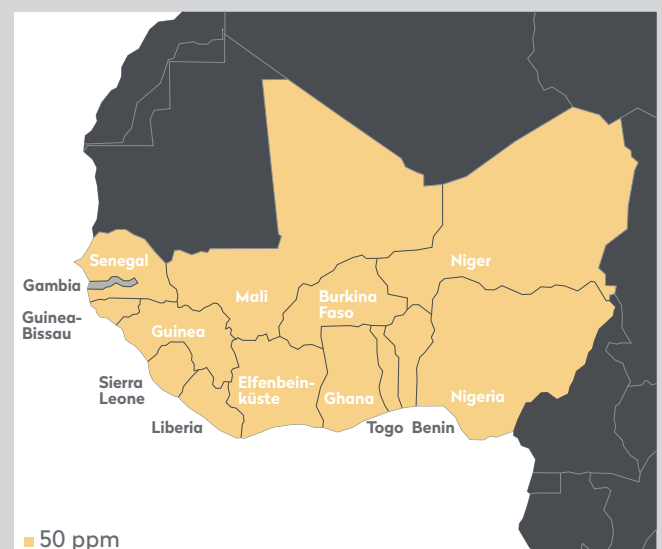 Senegal
Gambia
Niger
Mali
Burkina
Faso
Guinea-
Bissau
Guinea
Sierra
Leone
Elfenbein-
küste
Ghana
Nigeria
Liberia
Togo
Benin
50 ppm